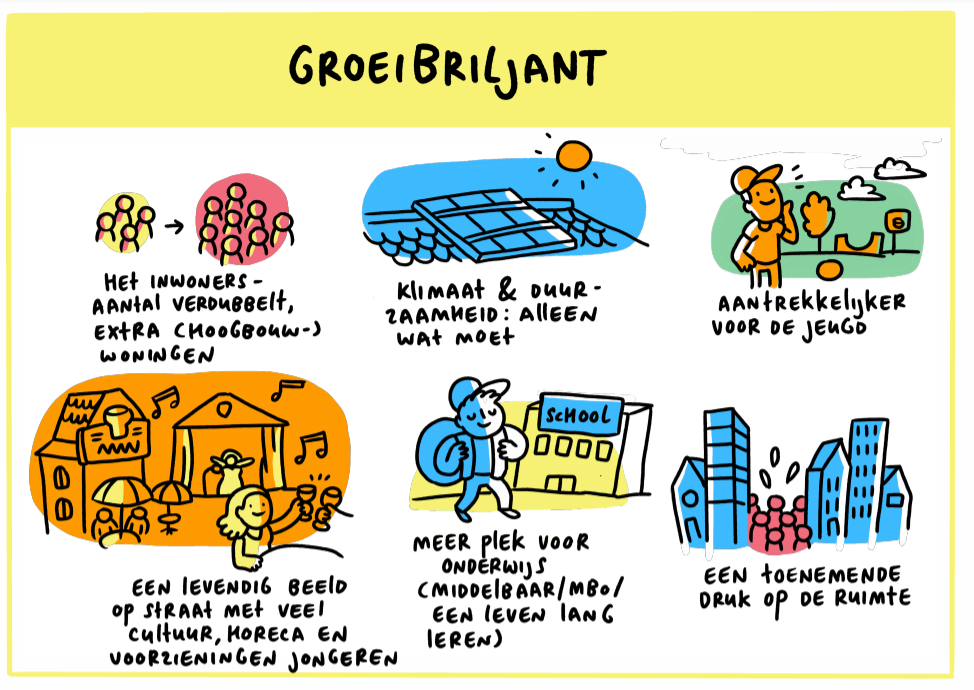 GROEIBRILJANT
HET INWONERS-
AANTAL VERDUBBELT,
EXTRA (HOOGBOUW-)
WONINGEN
KLIMAAT & DUUR-
ZAAMHEID: ALLEEN
WAT MOET
AANTREKKELIJKER
VOOR DE JEUGD
EEN LEVENDIG BEELD
OP STRAAT MET VEEL
CULTUUR, HORECA EN
VOORZIENINGEN JONGEREN
SCHOOL
MEER PLEK VOOR
ONDERWIJS
(MIDDELBAAR/MBO/
EEN LEVEN LANG
LEREN)
EEN TOENEMENDE
DRUK OP DE RUIMTE